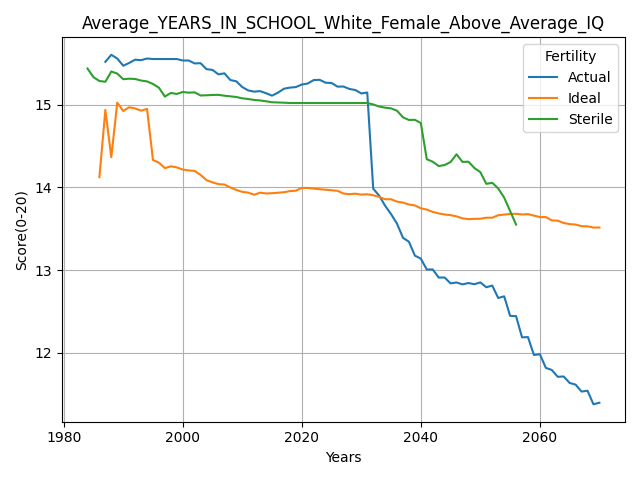 Average_YEARS_IN_SCHOOL_White_Female_Above_Average_IQ
Fertility
Actual
Ideal
Sterile
Score(0-20)
15
14
13
12
1980
2000
2020
2040
2060
Years